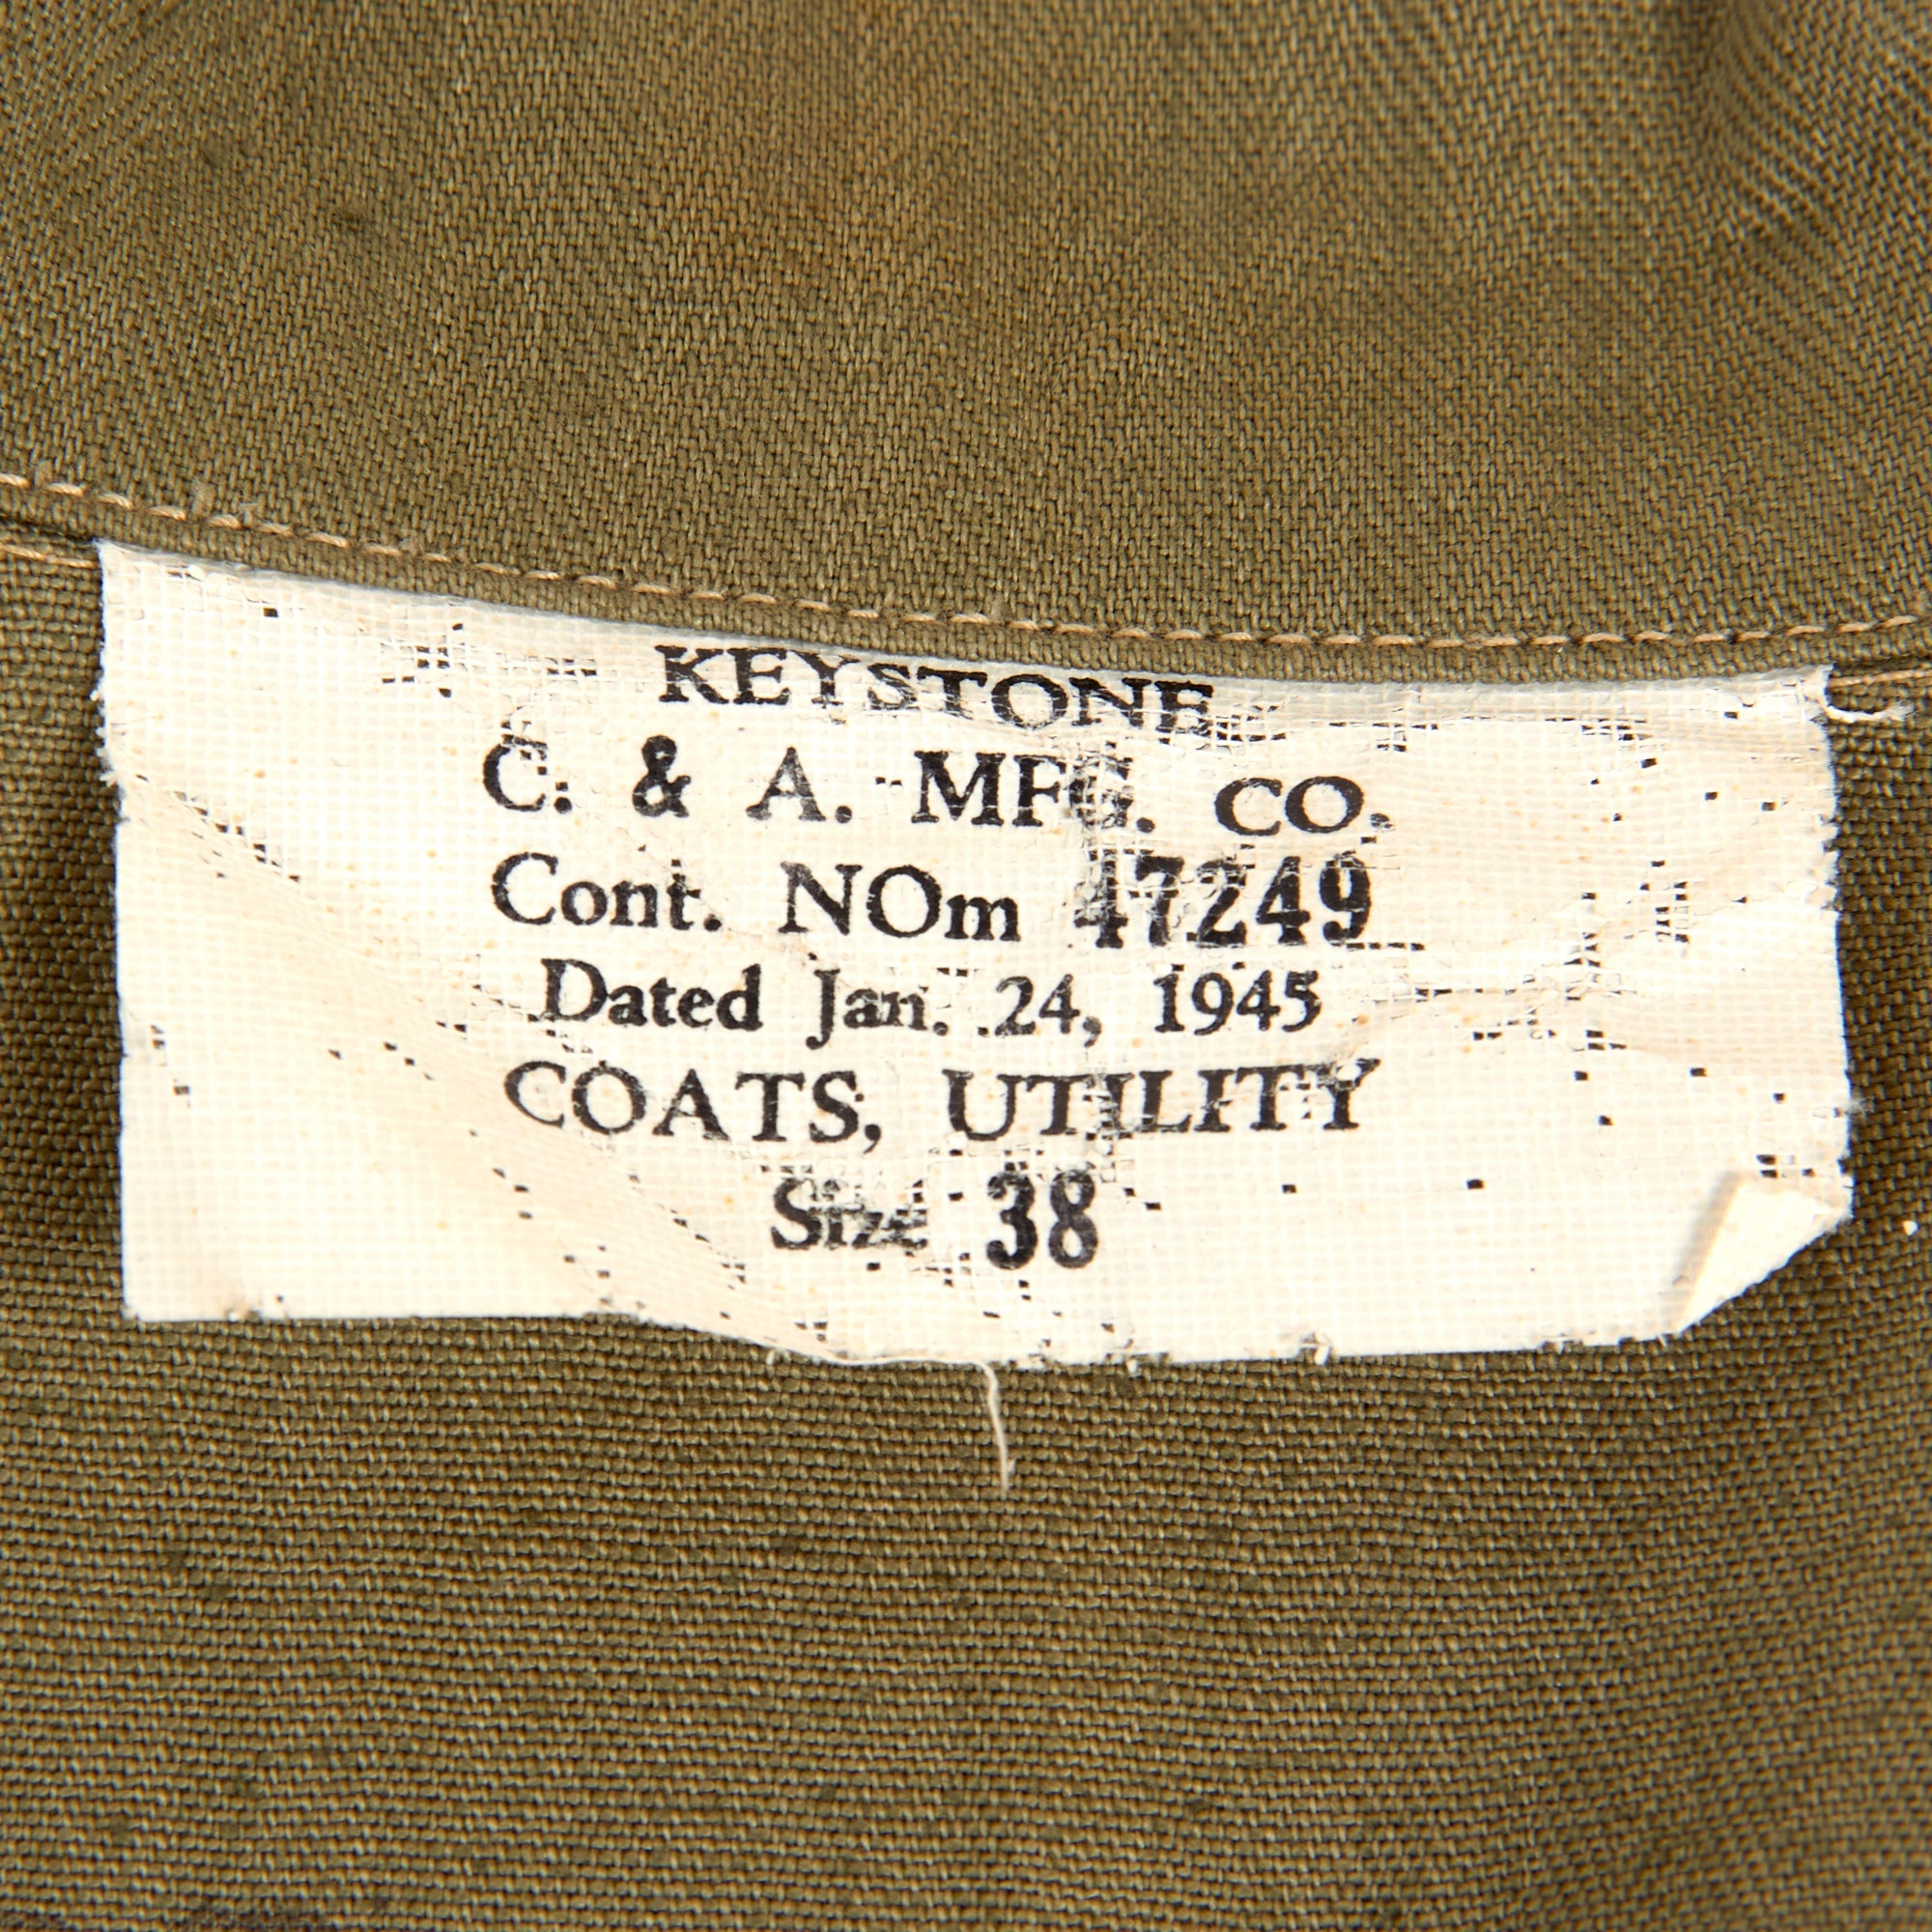 KEYSTONE
C. & A. MFG. CO.
Cont. NOm 47249
Dated Jan. 24, 1945
COATS, UTILITY
Size 38